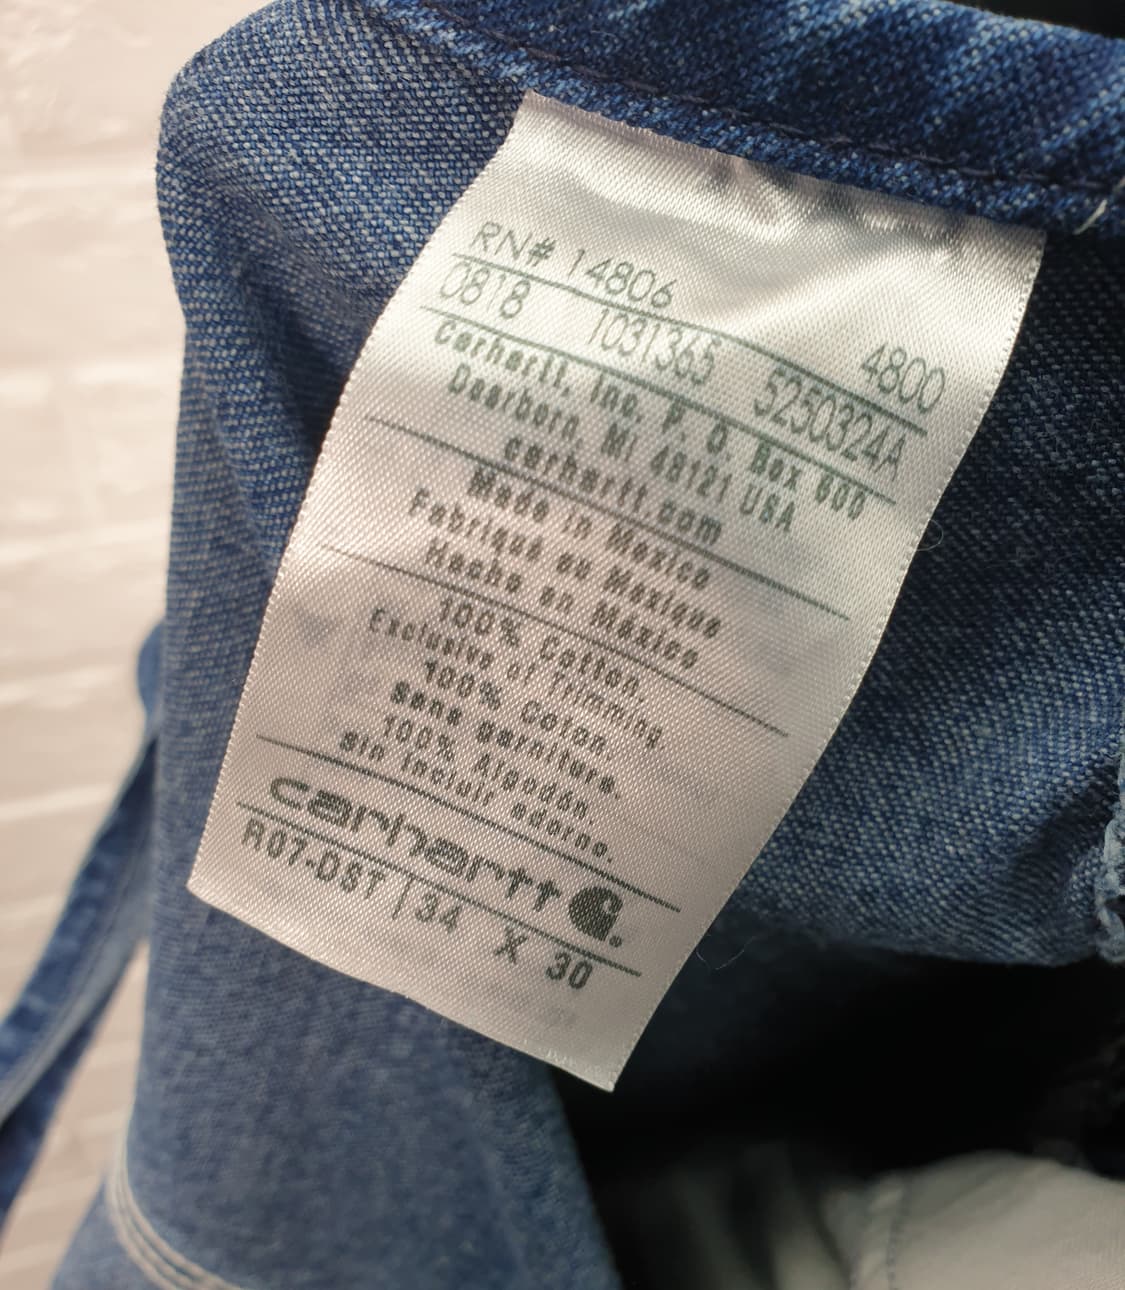 RN# 14806 4800
0818 1031365 5250324A
Carhartt, Inc. P. O. Box 600
Dearborn, MI 48121 USA
carhartt.com
Made in Mexico
Fabrique au Mexique
Hecho en México
100% Cotton.
Exclusive of Trimming.
100% Coton.
sans garniture.
100% Algodón.
sin incluir adorno.
carhartt
R07-DST | 34 X 30